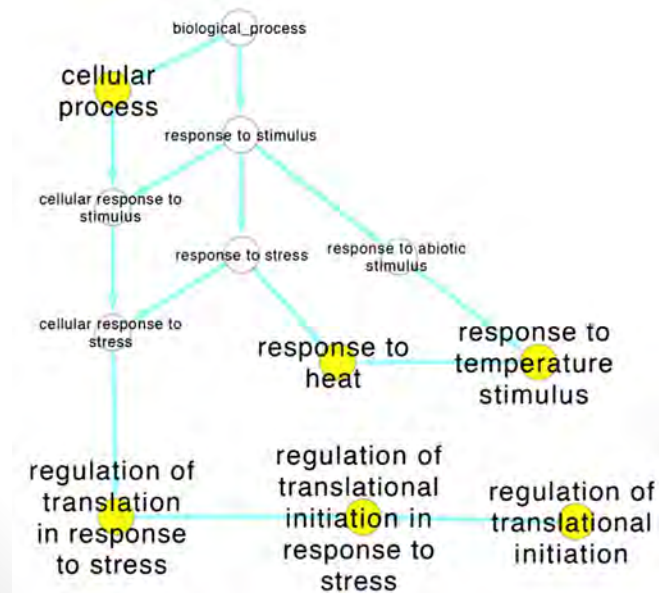 biological_process
cellular
process
response to stimulus
cellular response to
stimulus
response to stress
response to abiotic
stimulus
cellular response to
stress
response to
heat
response to
temperature
stimulus
regulation of
translation
in response
to stress
regulation of
translational
initiation in
response to
stress
regulation of
translational
initiation